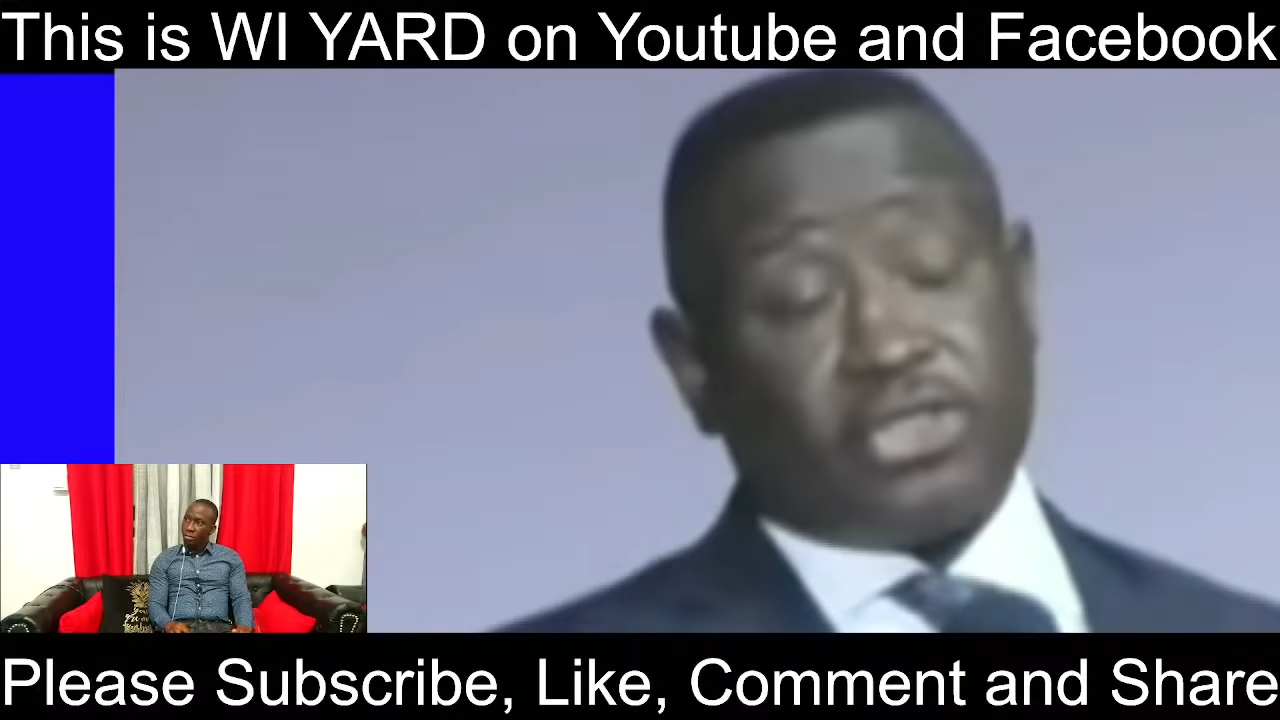 This is WI YARD on Youtube and Facebook
Please Subscribe, Like, Comment and Share